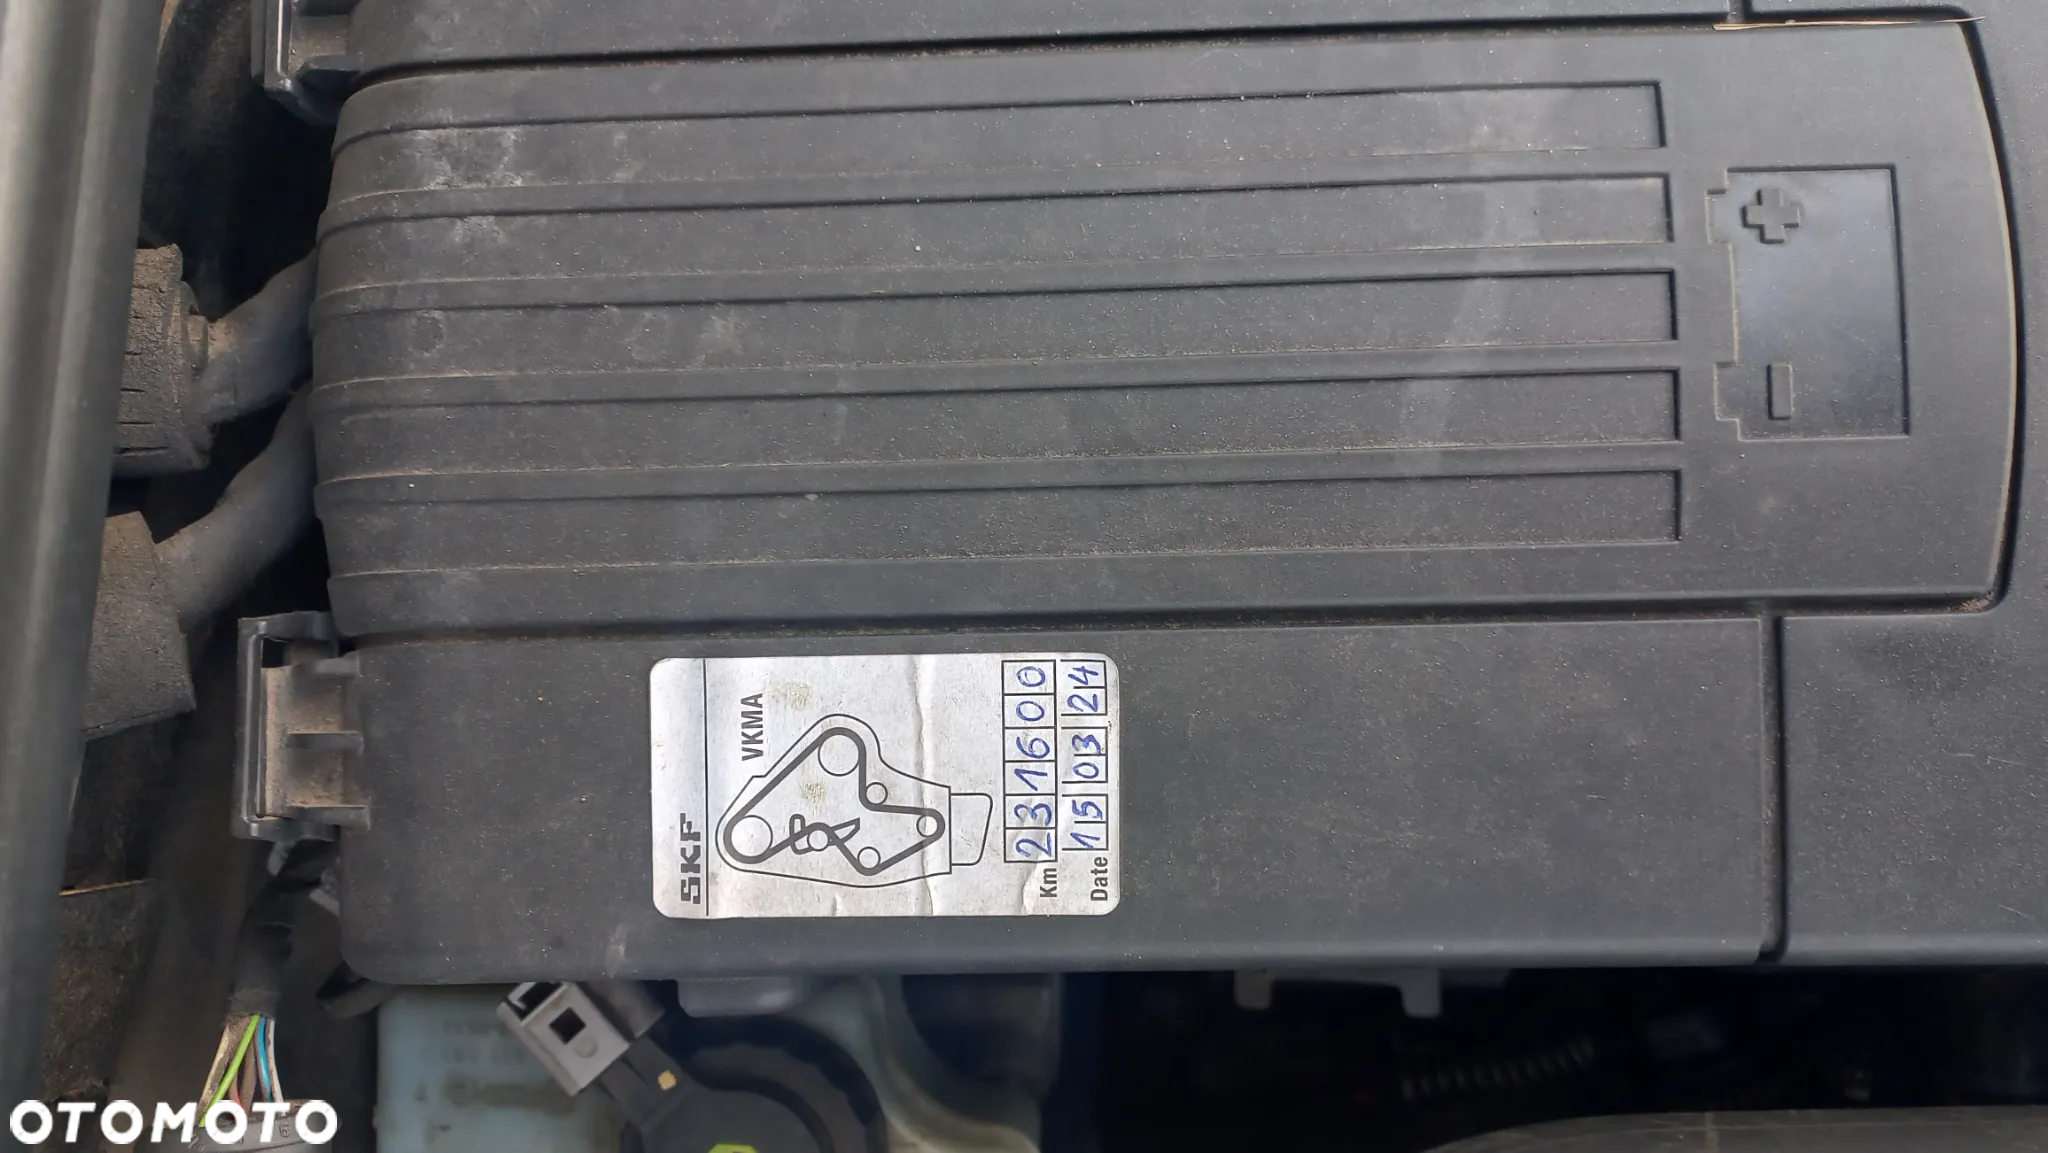 SKF
VKMA
Km 231600
Date 15 03 24
OTOMOTO